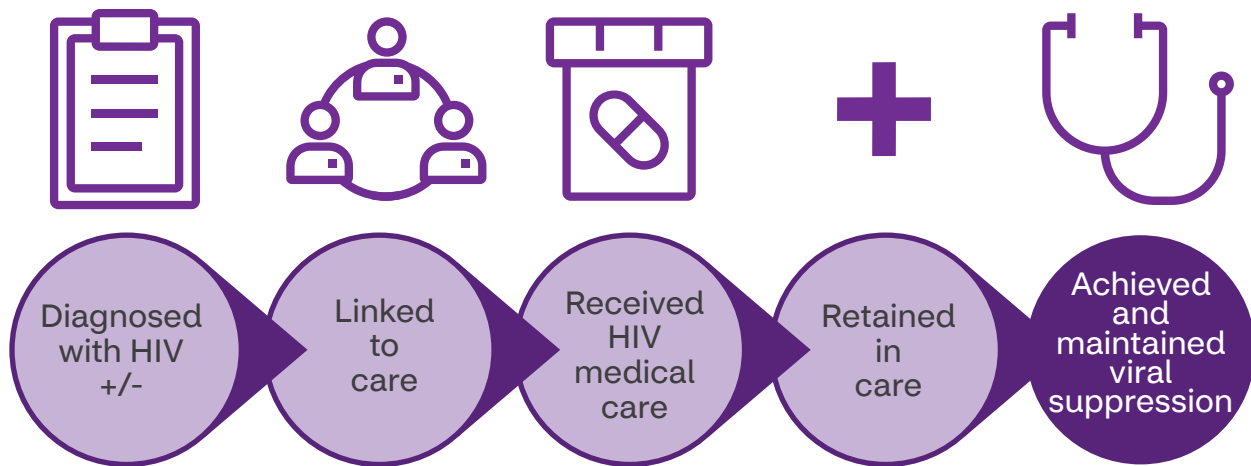 Diagnosed
with HIV
+/-
Linked
to
care
Received
HIV
medical
care
Retained
in
care
Achieved
and
maintained
viral
suppression